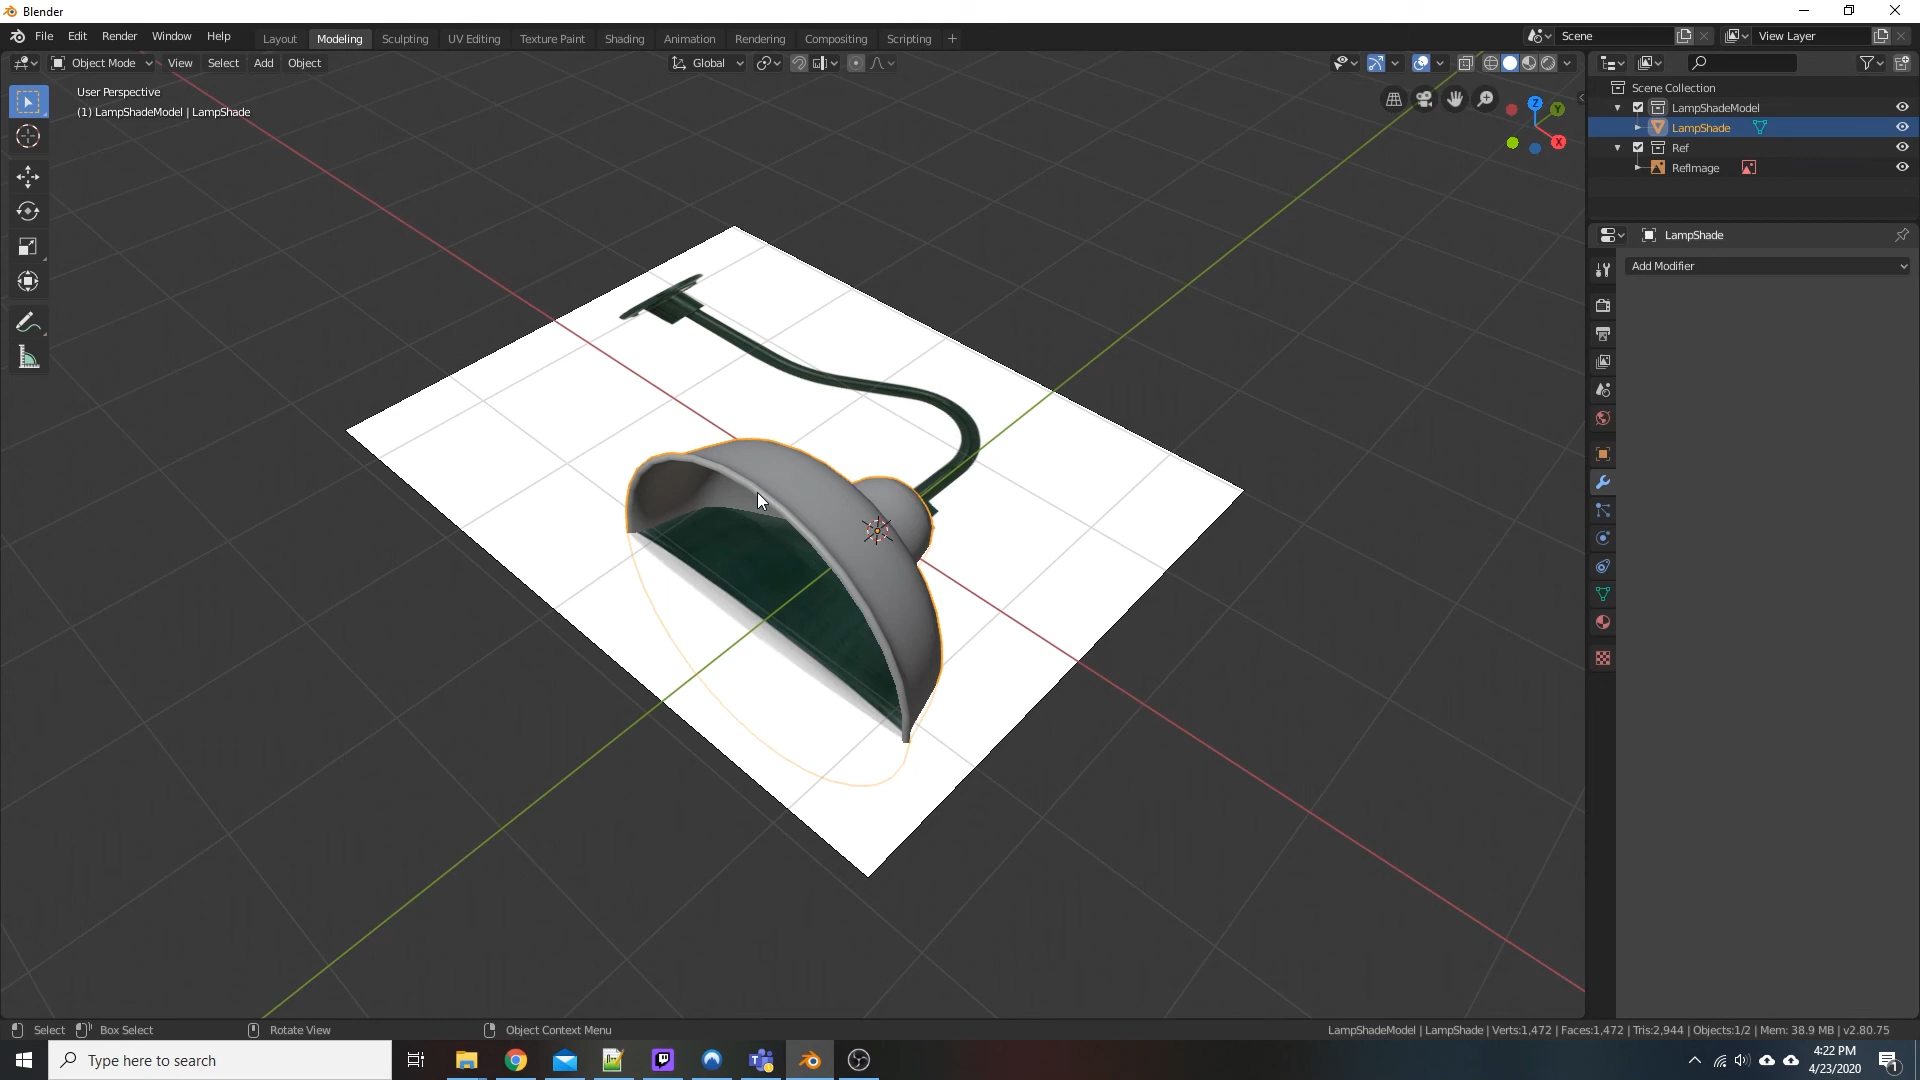 Blender
File Edit Render Window Help
Layout Modeling Sculpting UV Editing Texture Paint Shading Animation Rendering Compositing Scripting +
Scene
View Layer
Object Mode View Select Add Object
Global
User Perspective
(1) LampShadeModel | LampShade
Z
Y
X
Scene Collection
LampShadeModel
LampShade
Ref
RefImage
LampShade
Add Modifier
Select Box Select Rotate View Object Context Menu
LampShadeModel | LampShade | Verts:1,472 | Faces:1,472 | Tris:2,944 | Objects:1/2 | Mem: 38.9 MB | v2.80.75
Type here to search
4:22 PM
4/23/2020
1